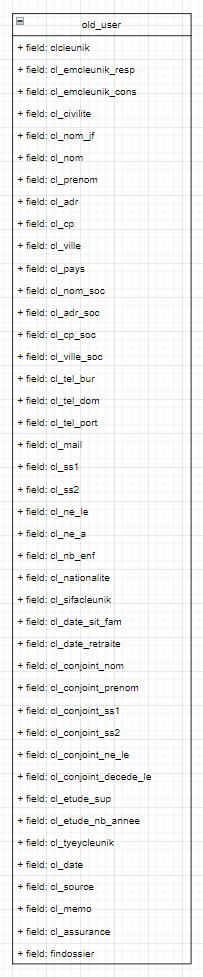 old_user
+ field: clcleunik
+ field: cl_emcleunik_resp
+ field: cl_emcleunik_cons
+ field: cl_civilite
+ field: cl_nom_jf
+ field: cl_nom
+ field: cl_prenom
+ field: cl_adr
+ field: cl_cp
+ field: cl_ville
+ field: cl_pays
+ field: cl_nom_soc
+ field: cl_adr_soc
+ field: cl_cp_soc
+ field: cl_ville_soc
+ field: cl_tel_bur
+ field: cl_tel_dom
+ field: cl_tel_port
+ field: cl_mail
+ field: cl_ss1
+ field: cl_ss2
+ field: cl_ne_le
+ field: cl_ne_a
+ field: cl_nb_enf
+ field: cl_nationalite
+ field: cl_sifacleunik
+ field: cl_date_sit_fam
+ field: cl_date_retraite
+ field: cl_conjoint_nom
+ field: cl_conjoint_prenom
+ field: cl_conjoint_ss1
+ field: cl_conjoint_ss2
+ field: cl_conjoint_ne_le
+ field: cl_conjoint_decede_le
+ field: cl_etude_sup
+ field: cl_etude_nb_annee
+ field: cl_tyeycleunik
+ field: cl_date
+ field: cl_source
+ field: cl_memo
+ field: cl_assurance
+ field: findossier